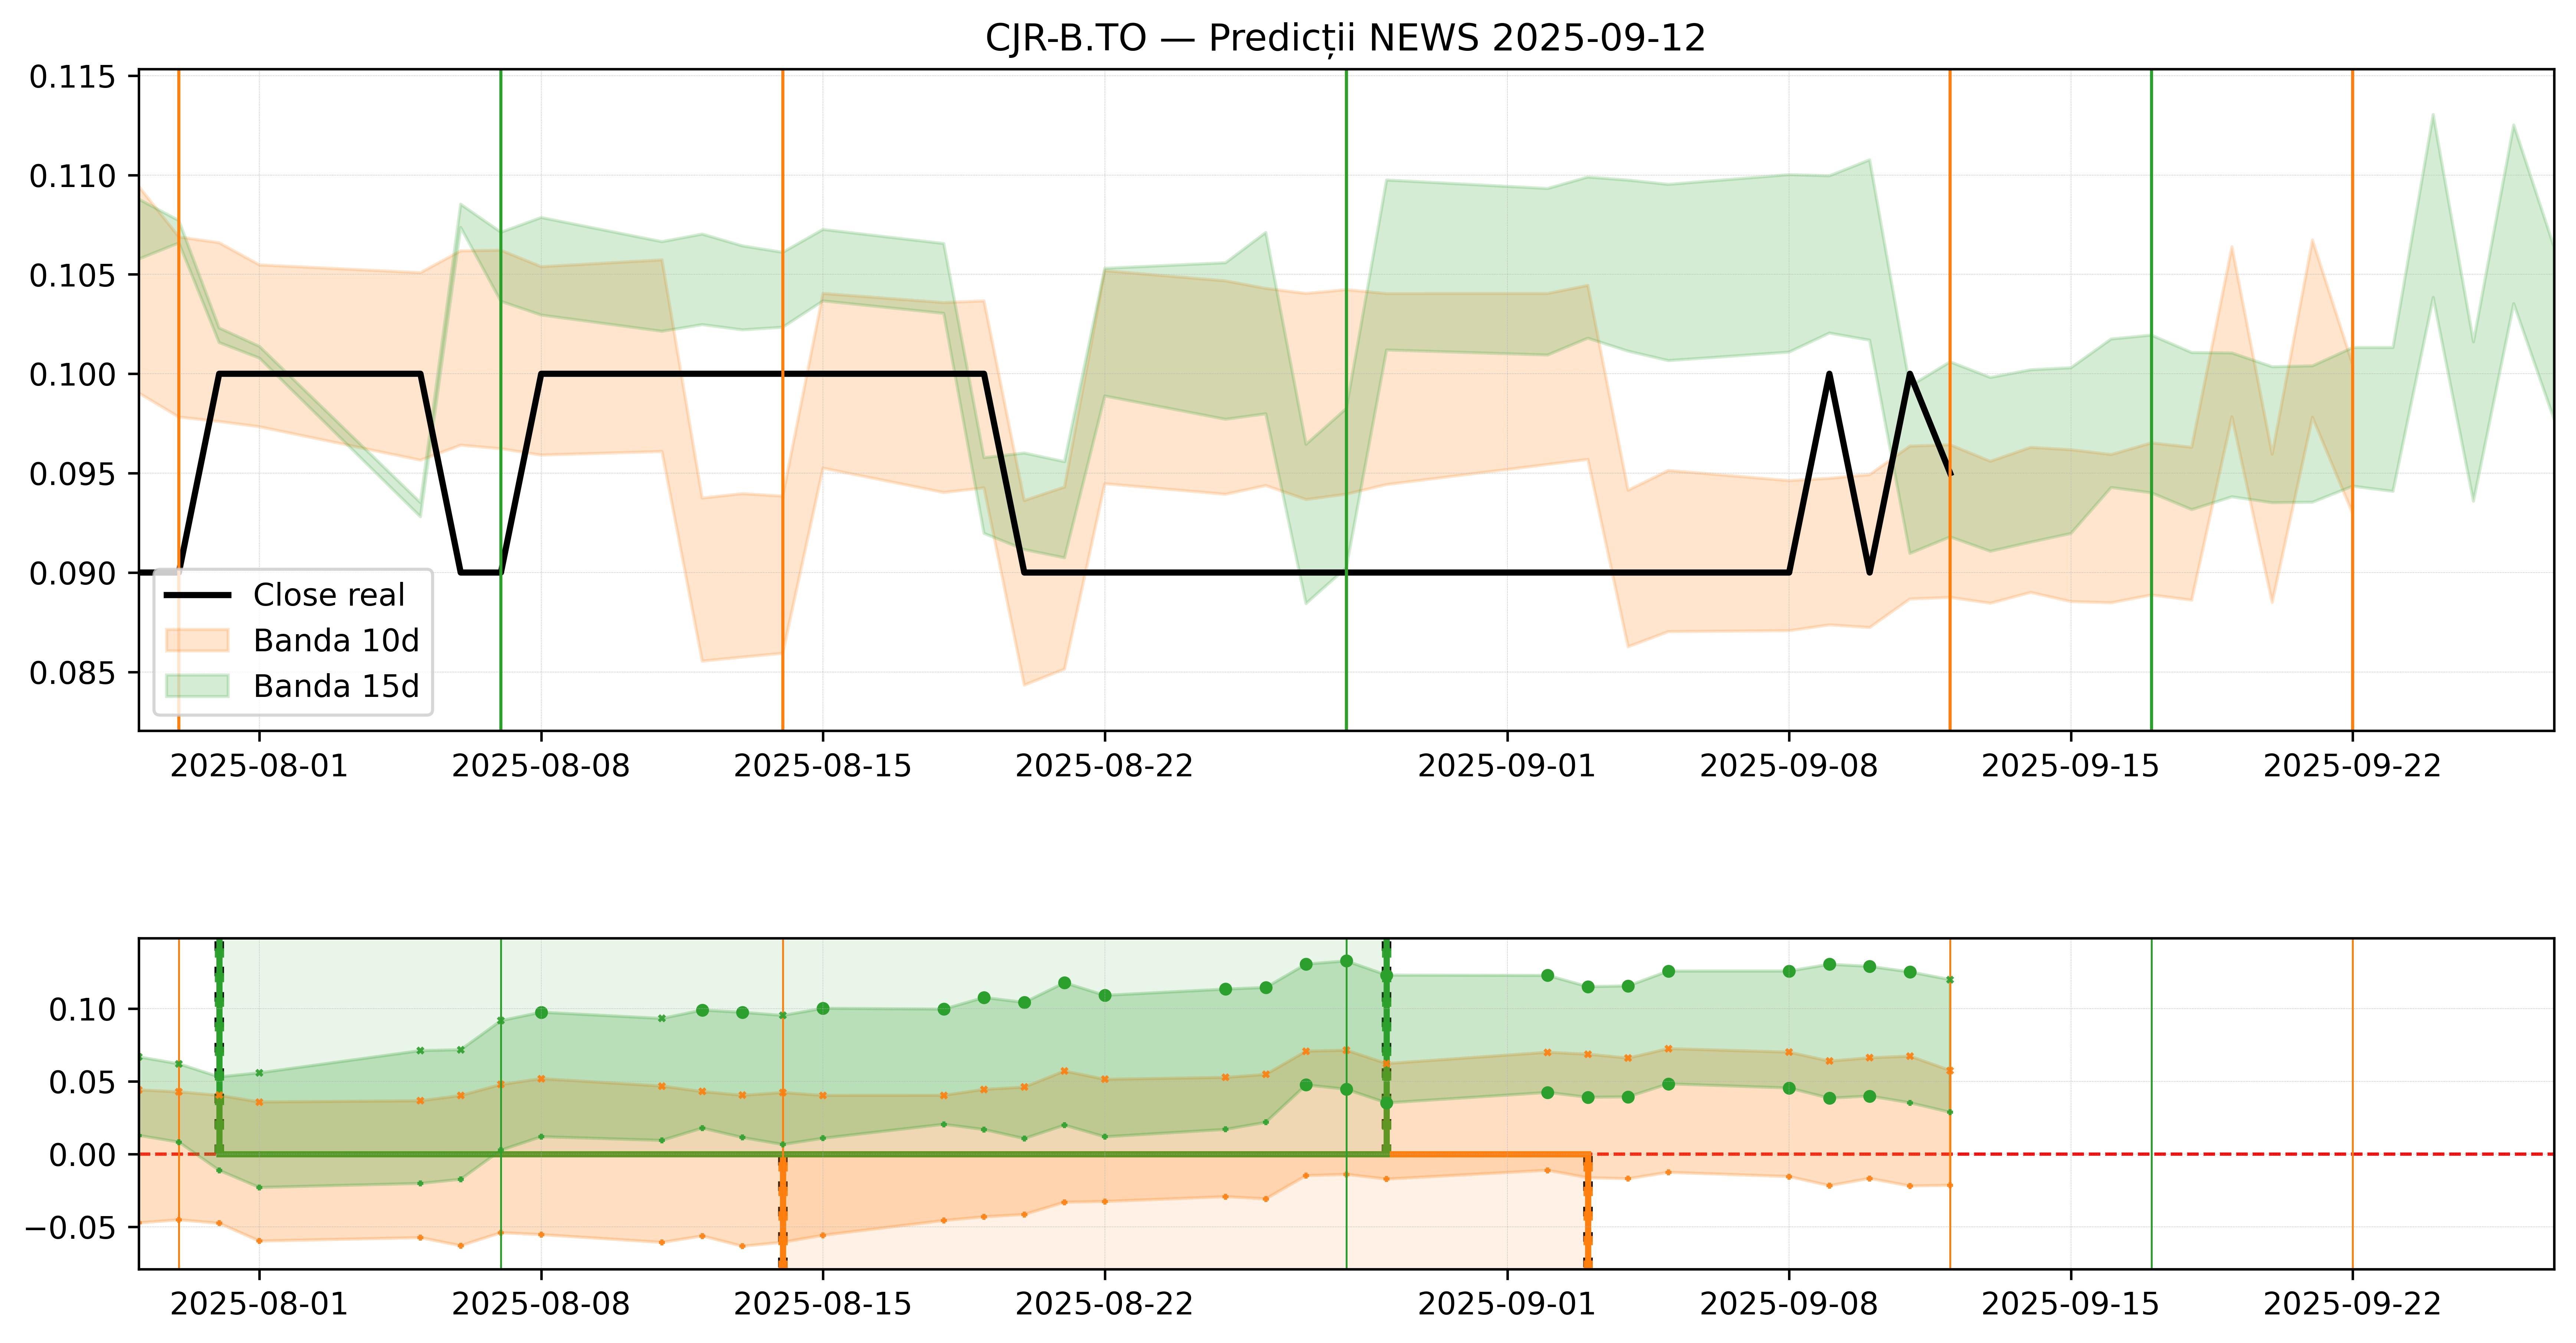 CJR-B.TO — Predicții NEWS 2025-09-12
0.115
0.110
0.105
0.100
0.095
0.090
0.085
Close real
Banda 10d
Banda 15d
2025-08-01 2025-08-08 2025-08-15 2025-08-22 2025-09-01 2025-09-08 2025-09-15 2025-09-22
0.10
0.05
0.00
−0.05
2025-08-01 2025-08-08 2025-08-15 2025-08-22 2025-09-01 2025-09-08 2025-09-15 2025-09-22